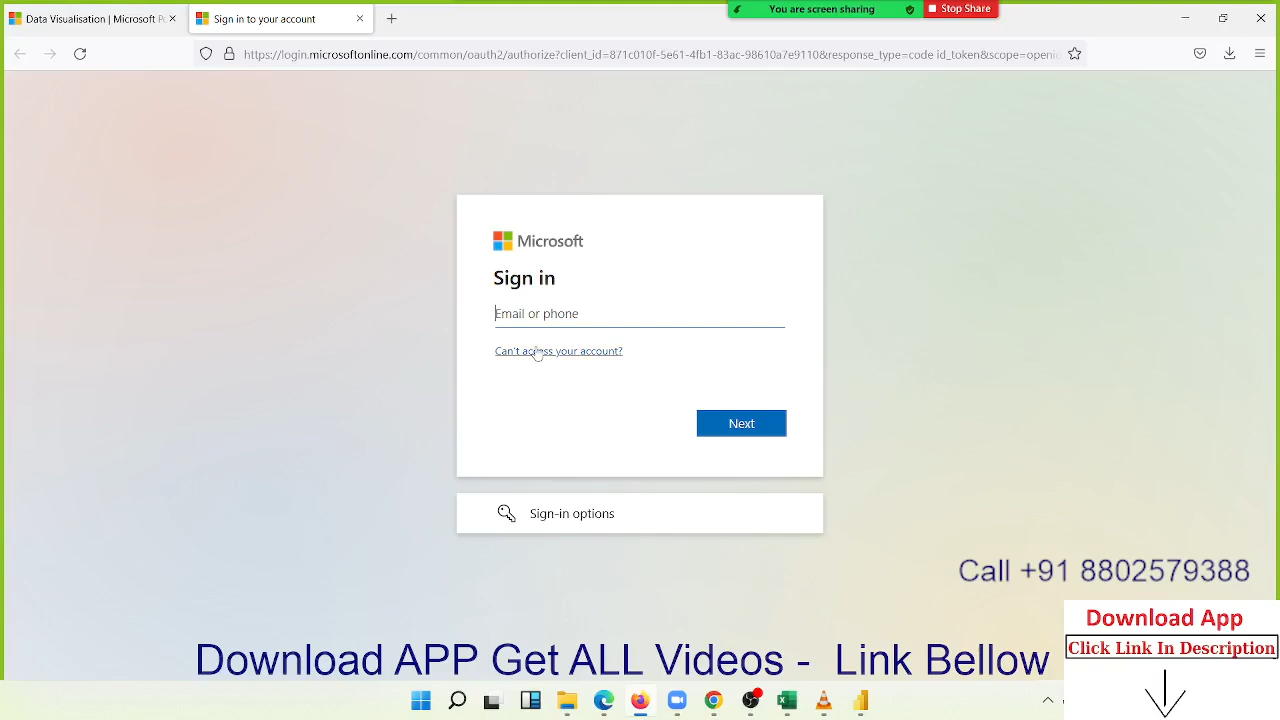 Data Visualisation | Microsoft Po
Sign in to your account
You are screen sharing
Stop Share
https://login.microsoftonline.com/common/oauth2/authorize?client_id=871c010f-5e61-4fb1-83ac-98610a7e9110&response_type=code id_token&scope=openi
Microsoft
Sign in
Email or phone
Can't access your account?
Next
Sign-in options
Call +91 8802579388
Download App
Click Link In Description
Download APP Get ALL Videos - Link Bellow